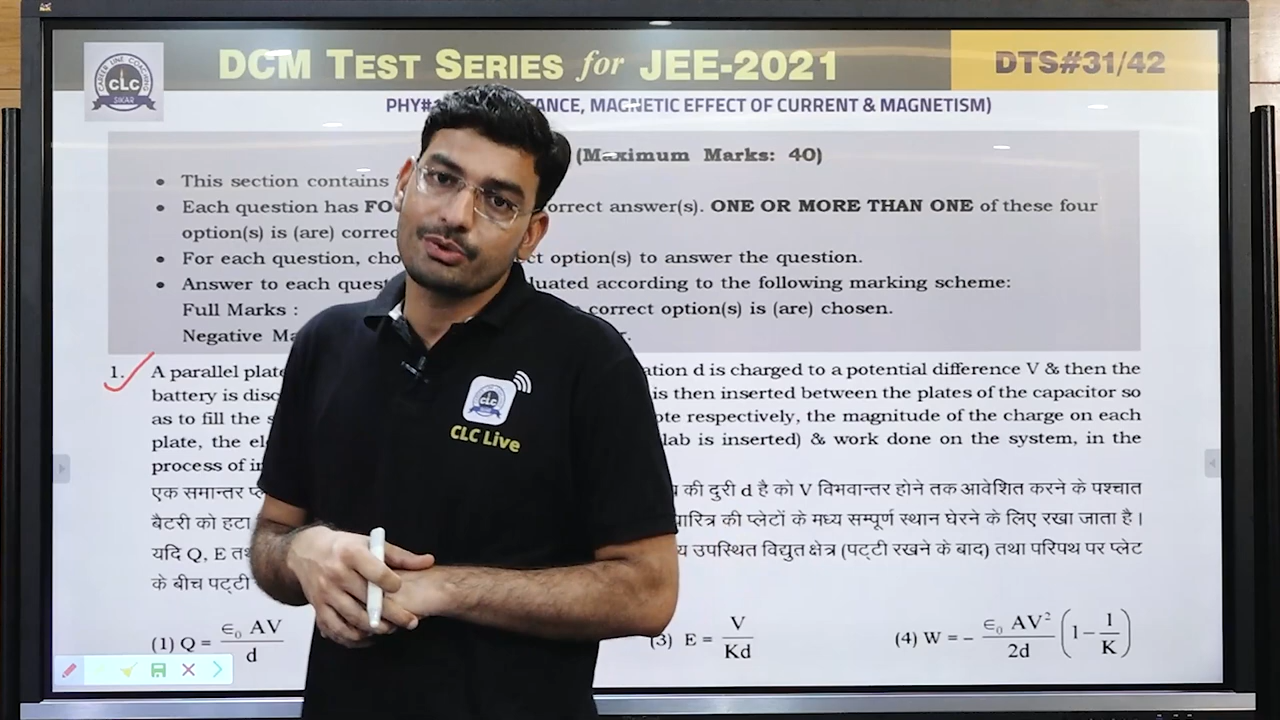 DCM TEST SERIES for JEE-2021
DTS#31/42
CAREER LINE COACHING
CLC
SIKAR
PHY# TANCE, MAGNETIC EFFECT OF CURRENT & MAGNETISM)
(Maximum Marks: 40)
• This section contains
• Each question has FO orrect answer(s). ONE OR MORE THAN ONE of these four
option(s) is (are) correc
• For each question, cho ct option(s) to answer the question.
• Answer to each quest luated according to the following marking scheme:
Full Marks : correct option(s) is (are) chosen.
Negative Ma
1. A parallel plate ation d is charged to a potential difference V & then the
battery is disc is then inserted between the plates of the capacitor so
as to fill the s ote respectively, the magnitude of the charge on each
plate, the el lab is inserted) & work done on the system, in the
process of in
एक समान्तर प्ल की दूरी d है को V विभवान्तर होने तक आवेशित करने के पश्चात
बैटरी को हटा धारित्र की प्लेटों के मध्य सम्पूर्ण स्थान घेरने के लिए रखा जाता है।
यदि Q, E तथ य उपस्थित विद्युत क्षेत्र (पट्टी रखने के बाद) तथा परिपथ पर प्लेट
के बीच पट्टी
(1) Q = ∈₀ AV / d (3) E = V / Kd (4) W = - ∈₀ AV² / 2d (1 - 1/K)
CLC
SIKAR
CLC Live